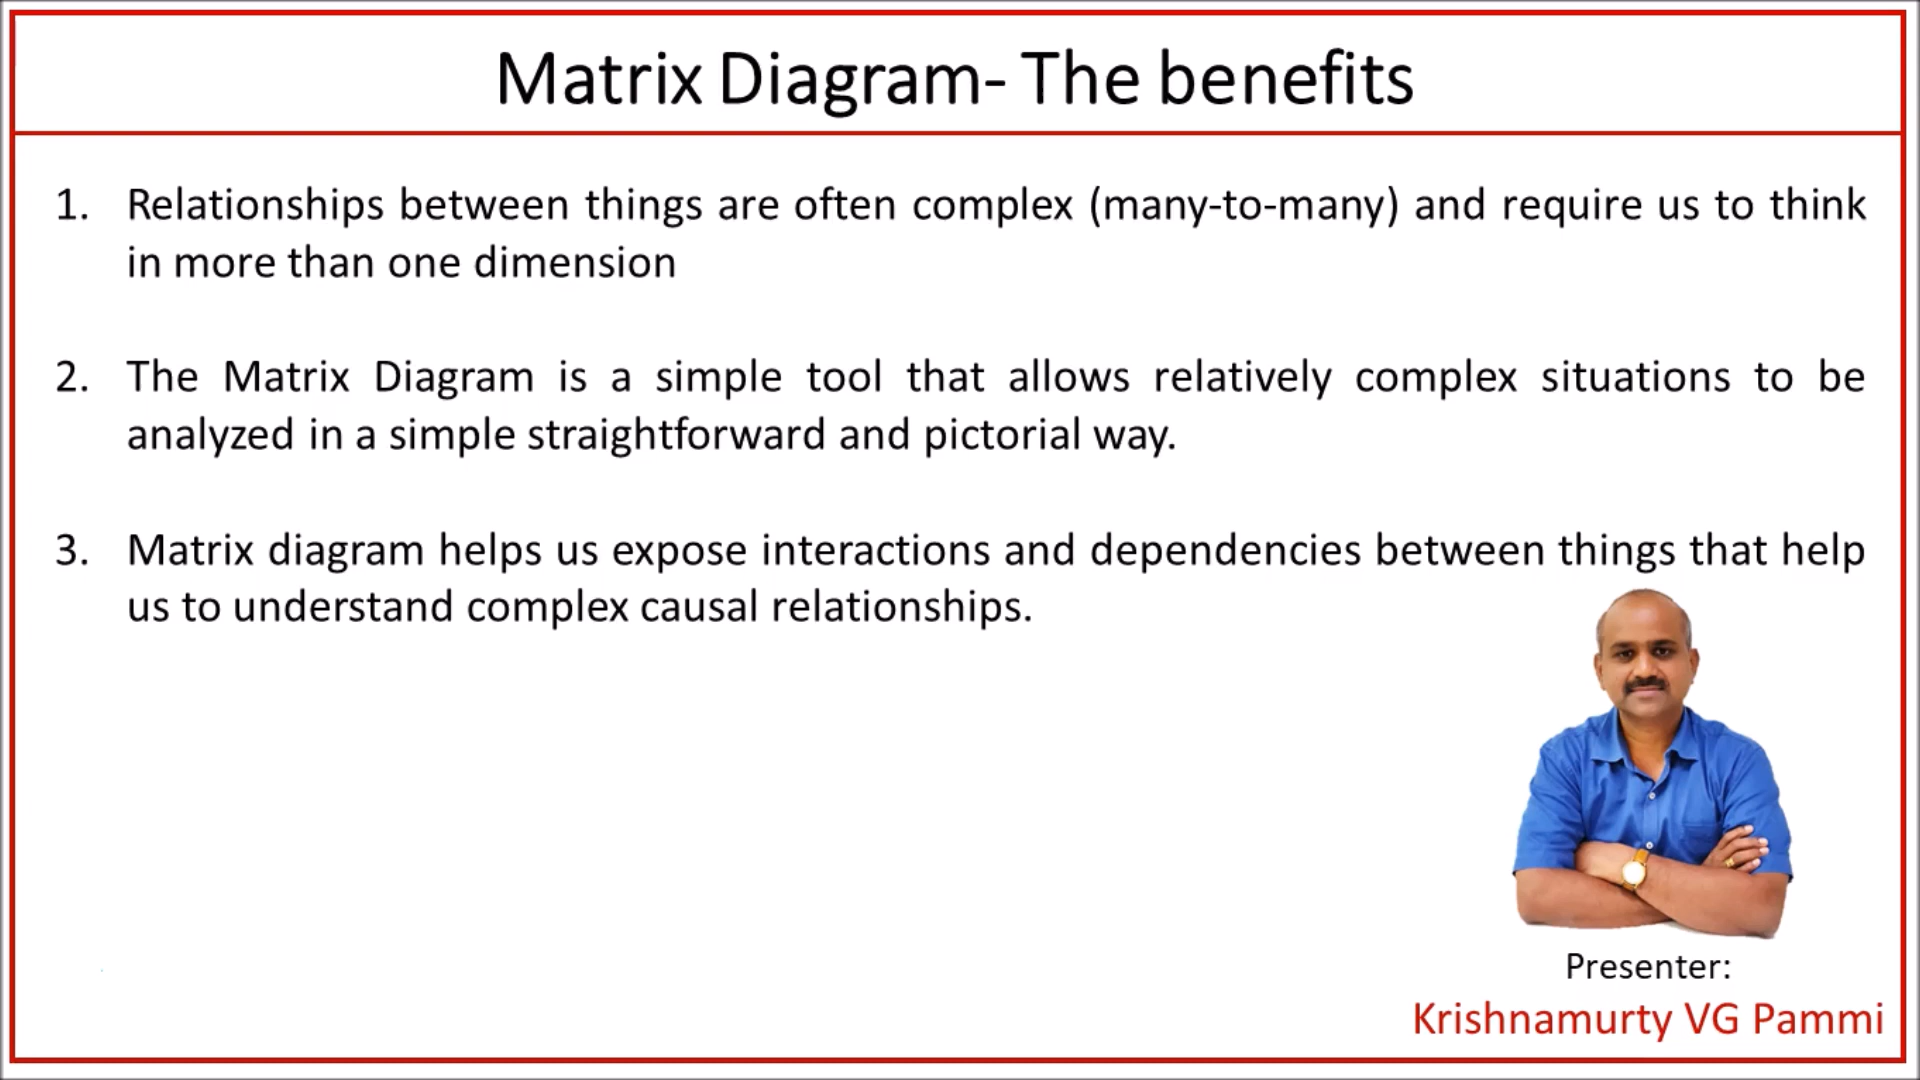 Matrix Diagram- The benefits
1. Relationships between things are often complex (many-to-many) and require us to think
in more than one dimension
2. The Matrix Diagram is a simple tool that allows relatively complex situations to be
analyzed in a simple straightforward and pictorial way.
3. Matrix diagram helps us expose interactions and dependencies between things that help
us to understand complex causal relationships.
Presenter:
Krishnamurty VG Pammi